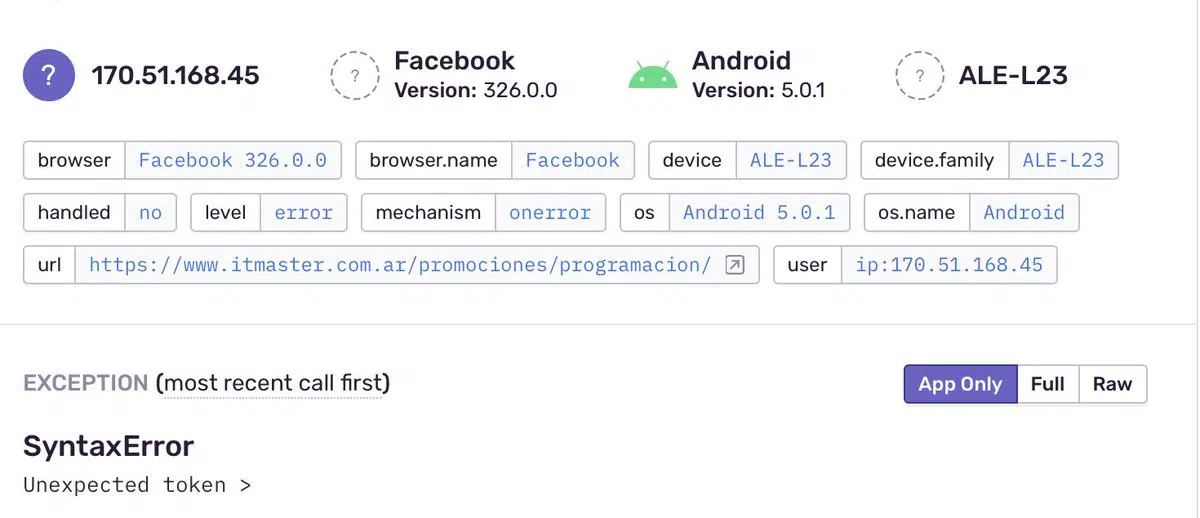 ? 170.51.168.45 ? Facebook Version: 326.0.0 Android Version: 5.0.1 ? ALE-L23
browser Facebook 326.0.0 browser.name Facebook device ALE-L23 device.family ALE-L23
handled no level error mechanism onerror os Android 5.0.1 os.name Android
url https://www.itmaster.com.ar/promociones/programacion/ user ip:170.51.168.45
EXCEPTION (most recent call first) App Only Full Raw
SyntaxError
Unexpected token >